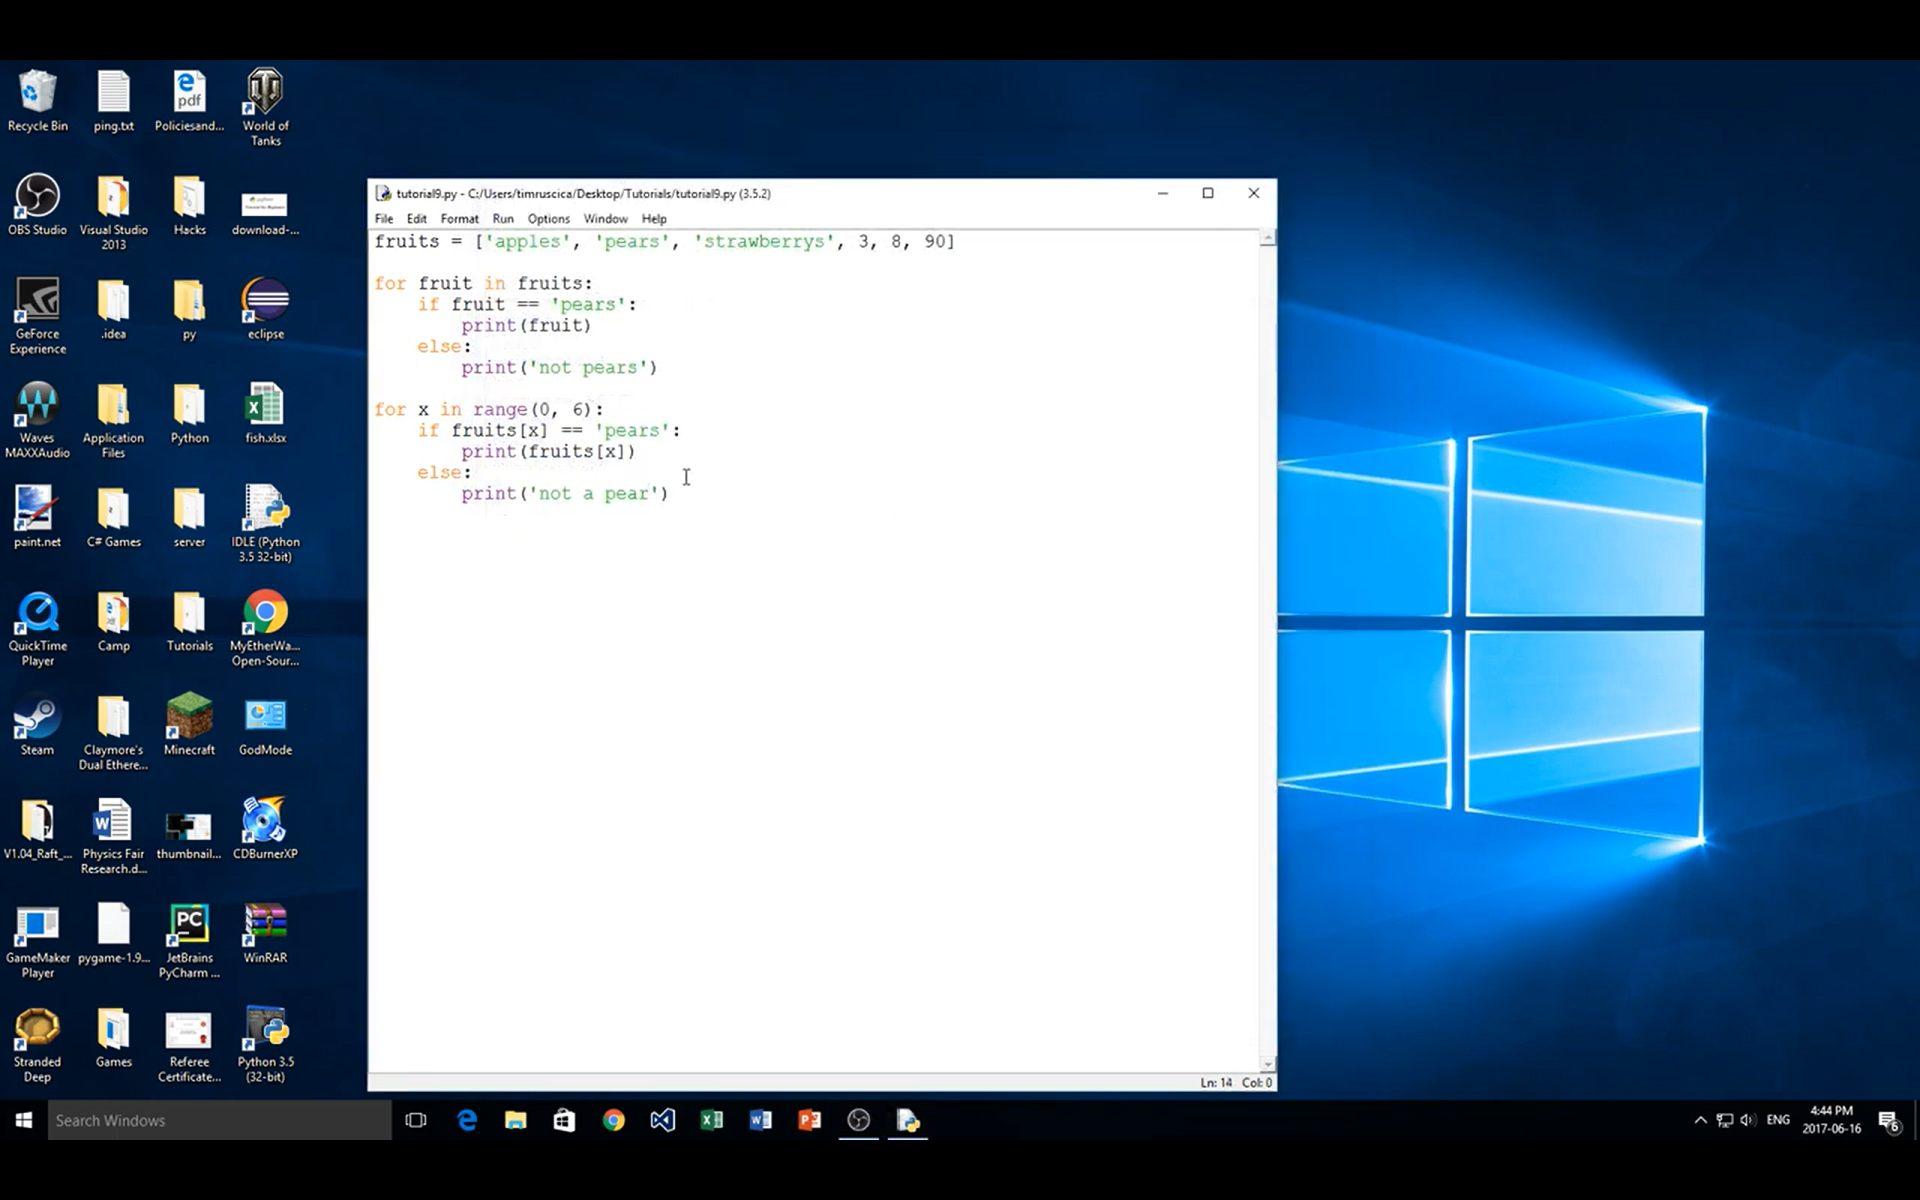 Recycle Bin
ping.txt
pdf
Policiesand...
World of
Tanks
OBS Studio
Visual Studio
2013
Hacks
download-...
GeForce
Experience
.idea
py
eclipse
Waves
MAXXAudio
Application
Files
Python
fish.xlsx
paint.net
C# Games
server
IDLE (Python
3.5 32-bit)
QuickTime
Player
Camp
Tutorials
MyEtherWa...
Open-Sour...
Steam
Claymore's
Dual Ethere...
Minecraft
GodMode
V1.04_Raft_...
Physics Fair
Research.d...
thumbnail...
CDBurnerXP
GameMaker
Player
pygame-1.9...
PC
JetBrains
PyCharm ...
WinRAR
Stranded
Deep
Games
Referee
Certificate...
Python 3.5
(32-bit)
tutorial9.py - C:/Users/timruscica/Desktop/Tutorials/tutorial9.py (3.5.2)
File Edit Format Run Options Window Help
fruits = ['apples', 'pears', 'strawberrys', 3, 8, 90]
for fruit in fruits:
    if fruit == 'pears':
        print(fruit)
    else:
        print('not pears')
for x in range(0, 6):
    if fruits[x] == 'pears':
        print(fruits[x])
    else:
        print('not a pear')
Ln: 14 Col: 0
Search Windows
ENG
4:44 PM
2017-06-16
6